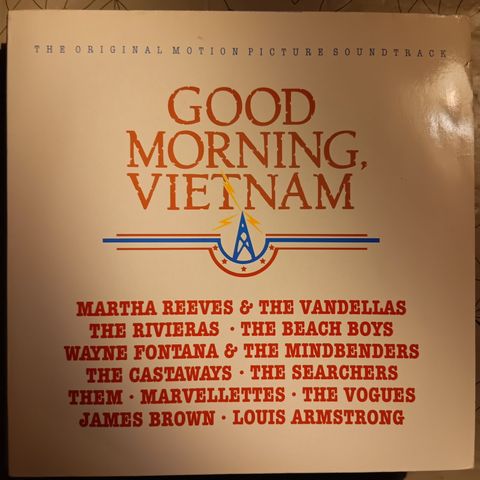 THE ORIGINAL MOTION PICTURE SOUNDTRACK
GOOD
MORNING,
VIETNAM
MARTHA REEVES & THE VANDELLAS
THE RIVIERAS · THE BEACH BOYS
WAYNE FONTANA & THE MINDBENDERS
THE CASTAWAYS · THE SEARCHERS
THEM · MARVELLETTES · THE VOGUES
JAMES BROWN · LOUIS ARMSTRONG